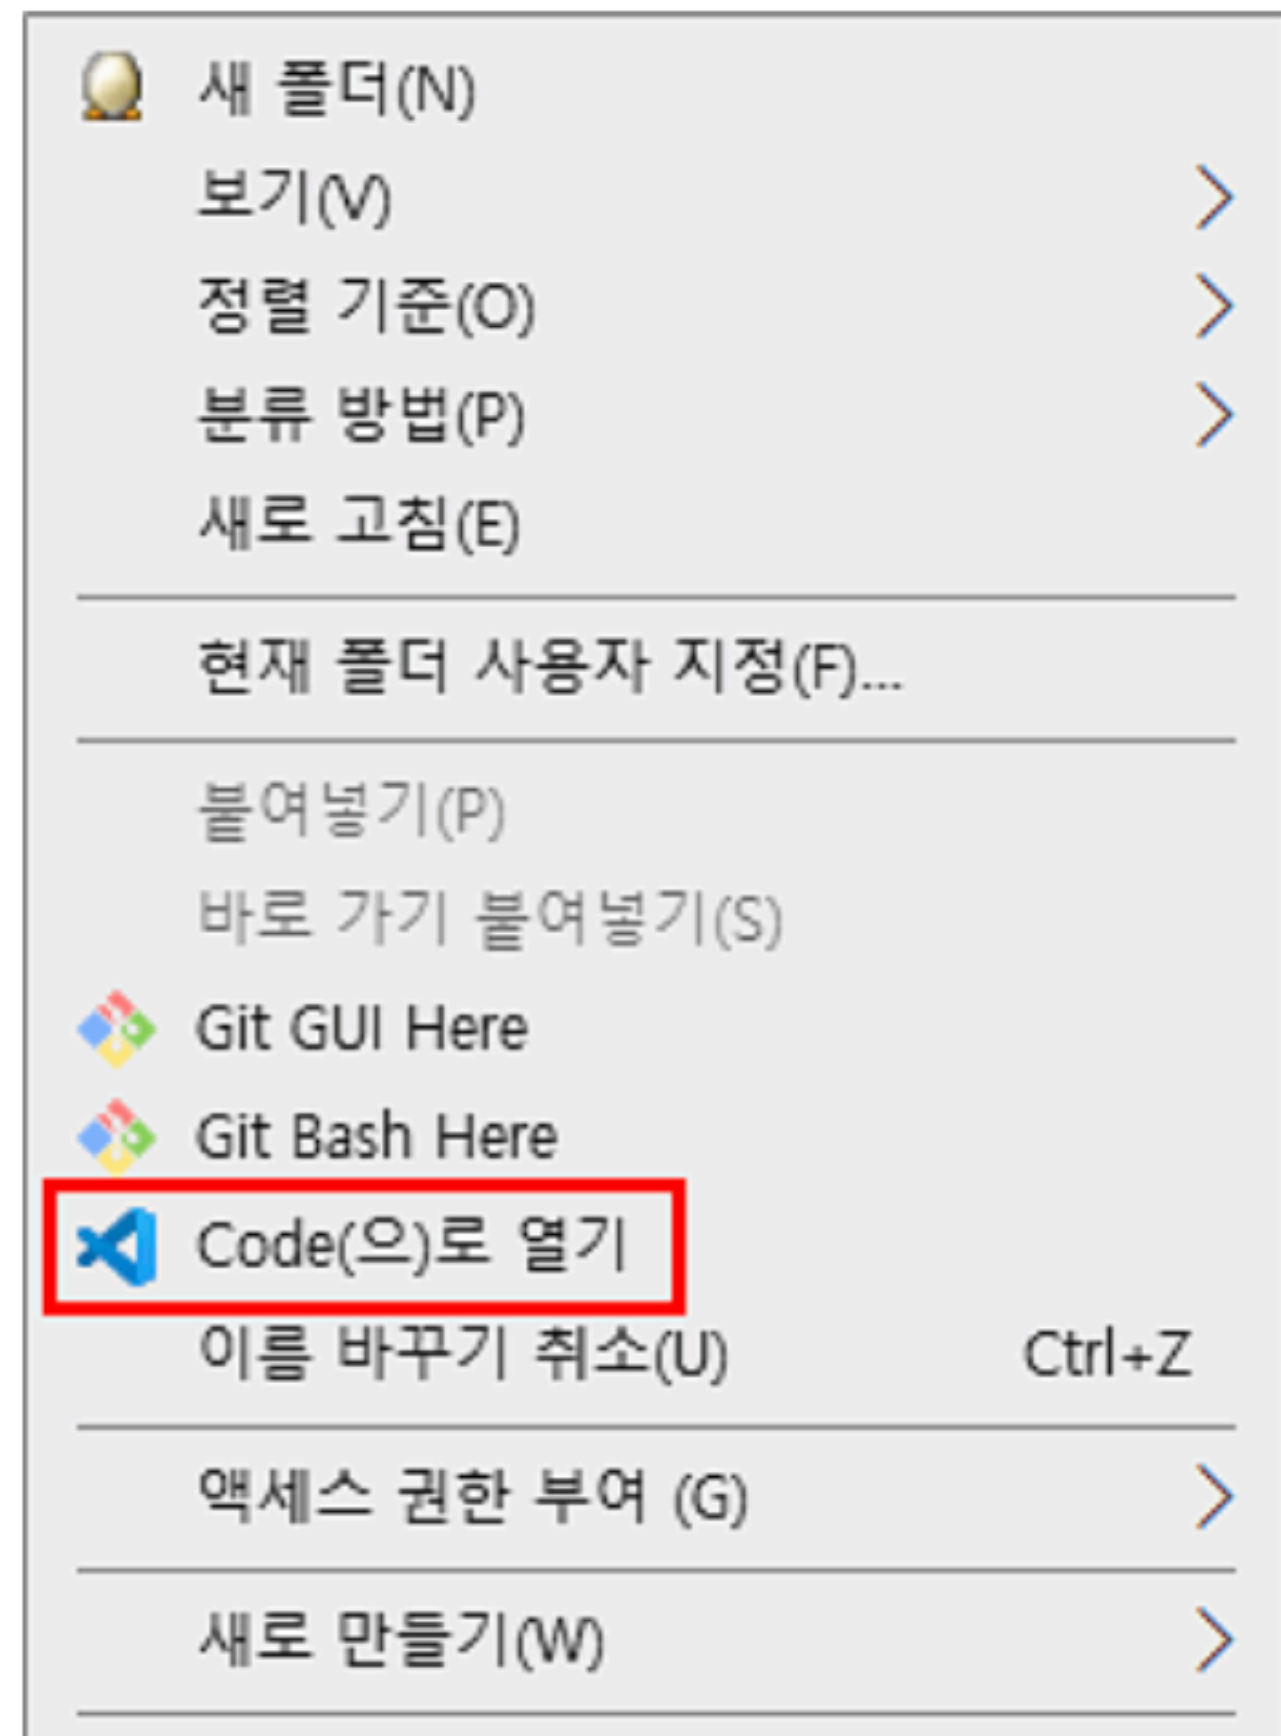 새 폴더(N)
보기(V)
정렬 기준(O)
분류 방법(P)
새로 고침(E)
현재 폴더 사용자 지정(F)...
붙여넣기(P)
바로 가기 붙여넣기(S)
Git GUI Here
Git Bash Here
Code(으)로 열기
이름 바꾸기 취소(U) Ctrl+Z
액세스 권한 부여 (G)
새로 만들기(W)